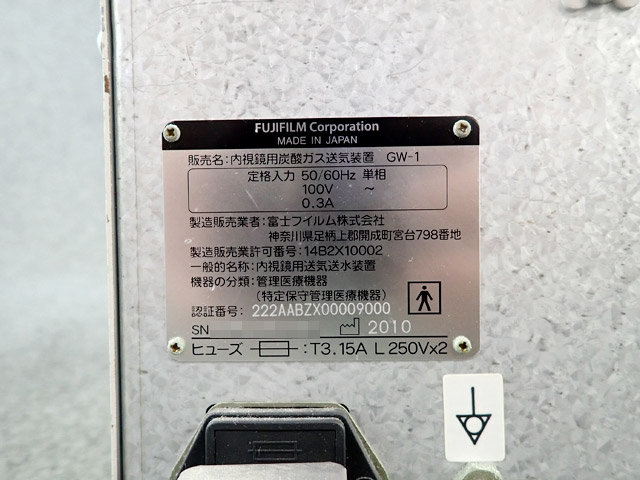 FUJIFILM Corporation
MADE IN JAPAN
販売名：内視鏡用炭酸ガス送気装置 GW-1
定格入力 50/60Hz 単相
100V ～
0.3A
製造販売業者：富士フイルム株式会社
神奈川県足柄上郡開成町宮台798番地
製造販売業許可番号：14B2X10002
一般的名称：内視鏡用送気送水装置
機器の分類：管理医療機器
（特定保守管理医療機器）
認証番号：222AABZX00009000
SN 2010
ヒューズ ：T3.15A L 250V×2